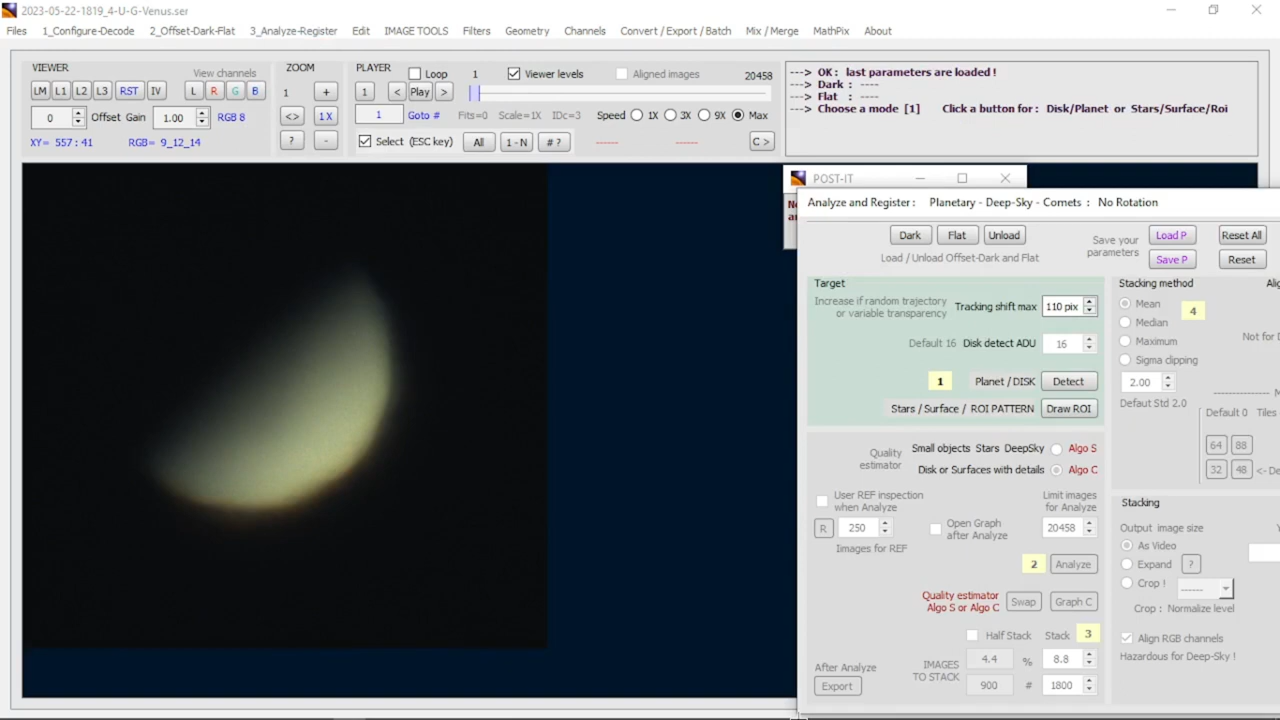 2023-05-22-1819_4-U-G-Venus.ser
Files 1_Configure-Decode 2_Offset-Dark-Flat 3_Analyze-Register Edit IMAGE TOOLS Filters Geometry Channels Convert / Export / Batch Mix / Merge MathPix About
VIEWER
View channels
LM L1 L2 L3 RST IV L R G B
0 Offset Gain 1.00 RGB 8
XY= 557 : 41 RGB= 9_12_14
ZOOM
1 +
<> 1 X
? -
PLAYER Loop 1 Viewer levels Aligned images 20458
1 < Play >
1 Goto # Fits=0 Scale=1X IDc=3 Speed 1X 3X 9X Max
Select (ESC key) All 1 - N # ? ------ ------ C >
---> OK: last parameters are loaded !
---> Dark : ----
---> Flat : ----
---> Choose a mode [1] Click a button for : Disk/Planet or Stars/Surface/Roi
POST-IT
Analyze and Register : Planetary - Deep-Sky - Comets : No Rotation
Dark Flat Unload
Load / Unload Offset-Dark and Flat
Save your
parameters
Load P Reset All
Save P Reset
Target
Increase if random trajectory
or variable transparency
Tracking shift max 110 pix
Default 16 Disk detect ADU 16
1 Planet / DISK Detect
Stars / Surface / ROI PATTERN Draw ROI
Quality
estimator
Small objects Stars DeepSky Algo S
Disk or Surfaces with details Algo C
User REF inspection
when Analyze
Limit images
for Analyze
R 250
Images for REF
Open Graph
after Analyze
20458
2 Analyze
Quality estimator
Algo S or Algo C
Swap Graph C
Half Stack Stack 3
After Analyze
Export
IMAGES
TO STACK
4.4 % 8.8
900 # 1800
Stacking method
Mean 4
Median
Maximum
Sigma clipping
2.00
Defaut Std 2.0
Not for
Default 0 Tiles
64 88
32 48
Stacking
Output image size
As Video
Expand ?
Crop ! ------
Crop : Normalize level
Align RGB channels
Hazardous for Deep-Sky !